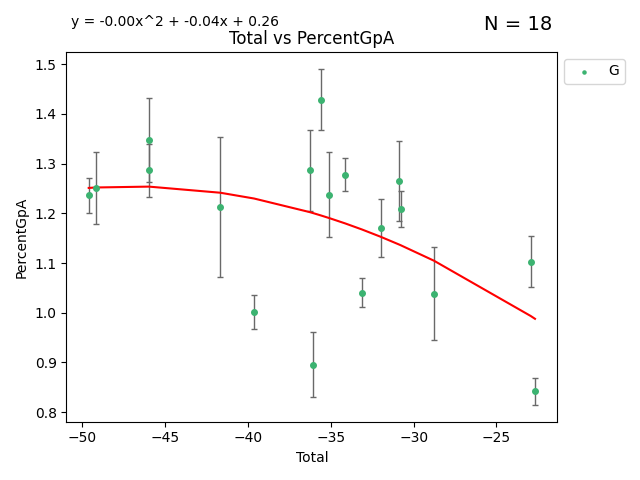 y = -0.00x^2 + -0.04x + 0.26
N = 18
Total vs PercentGpA
G
PercentGpA
1.5
1.4
1.3
1.2
1.1
1.0
0.9
0.8
−50
−45
−40
−35
−30
−25
Total